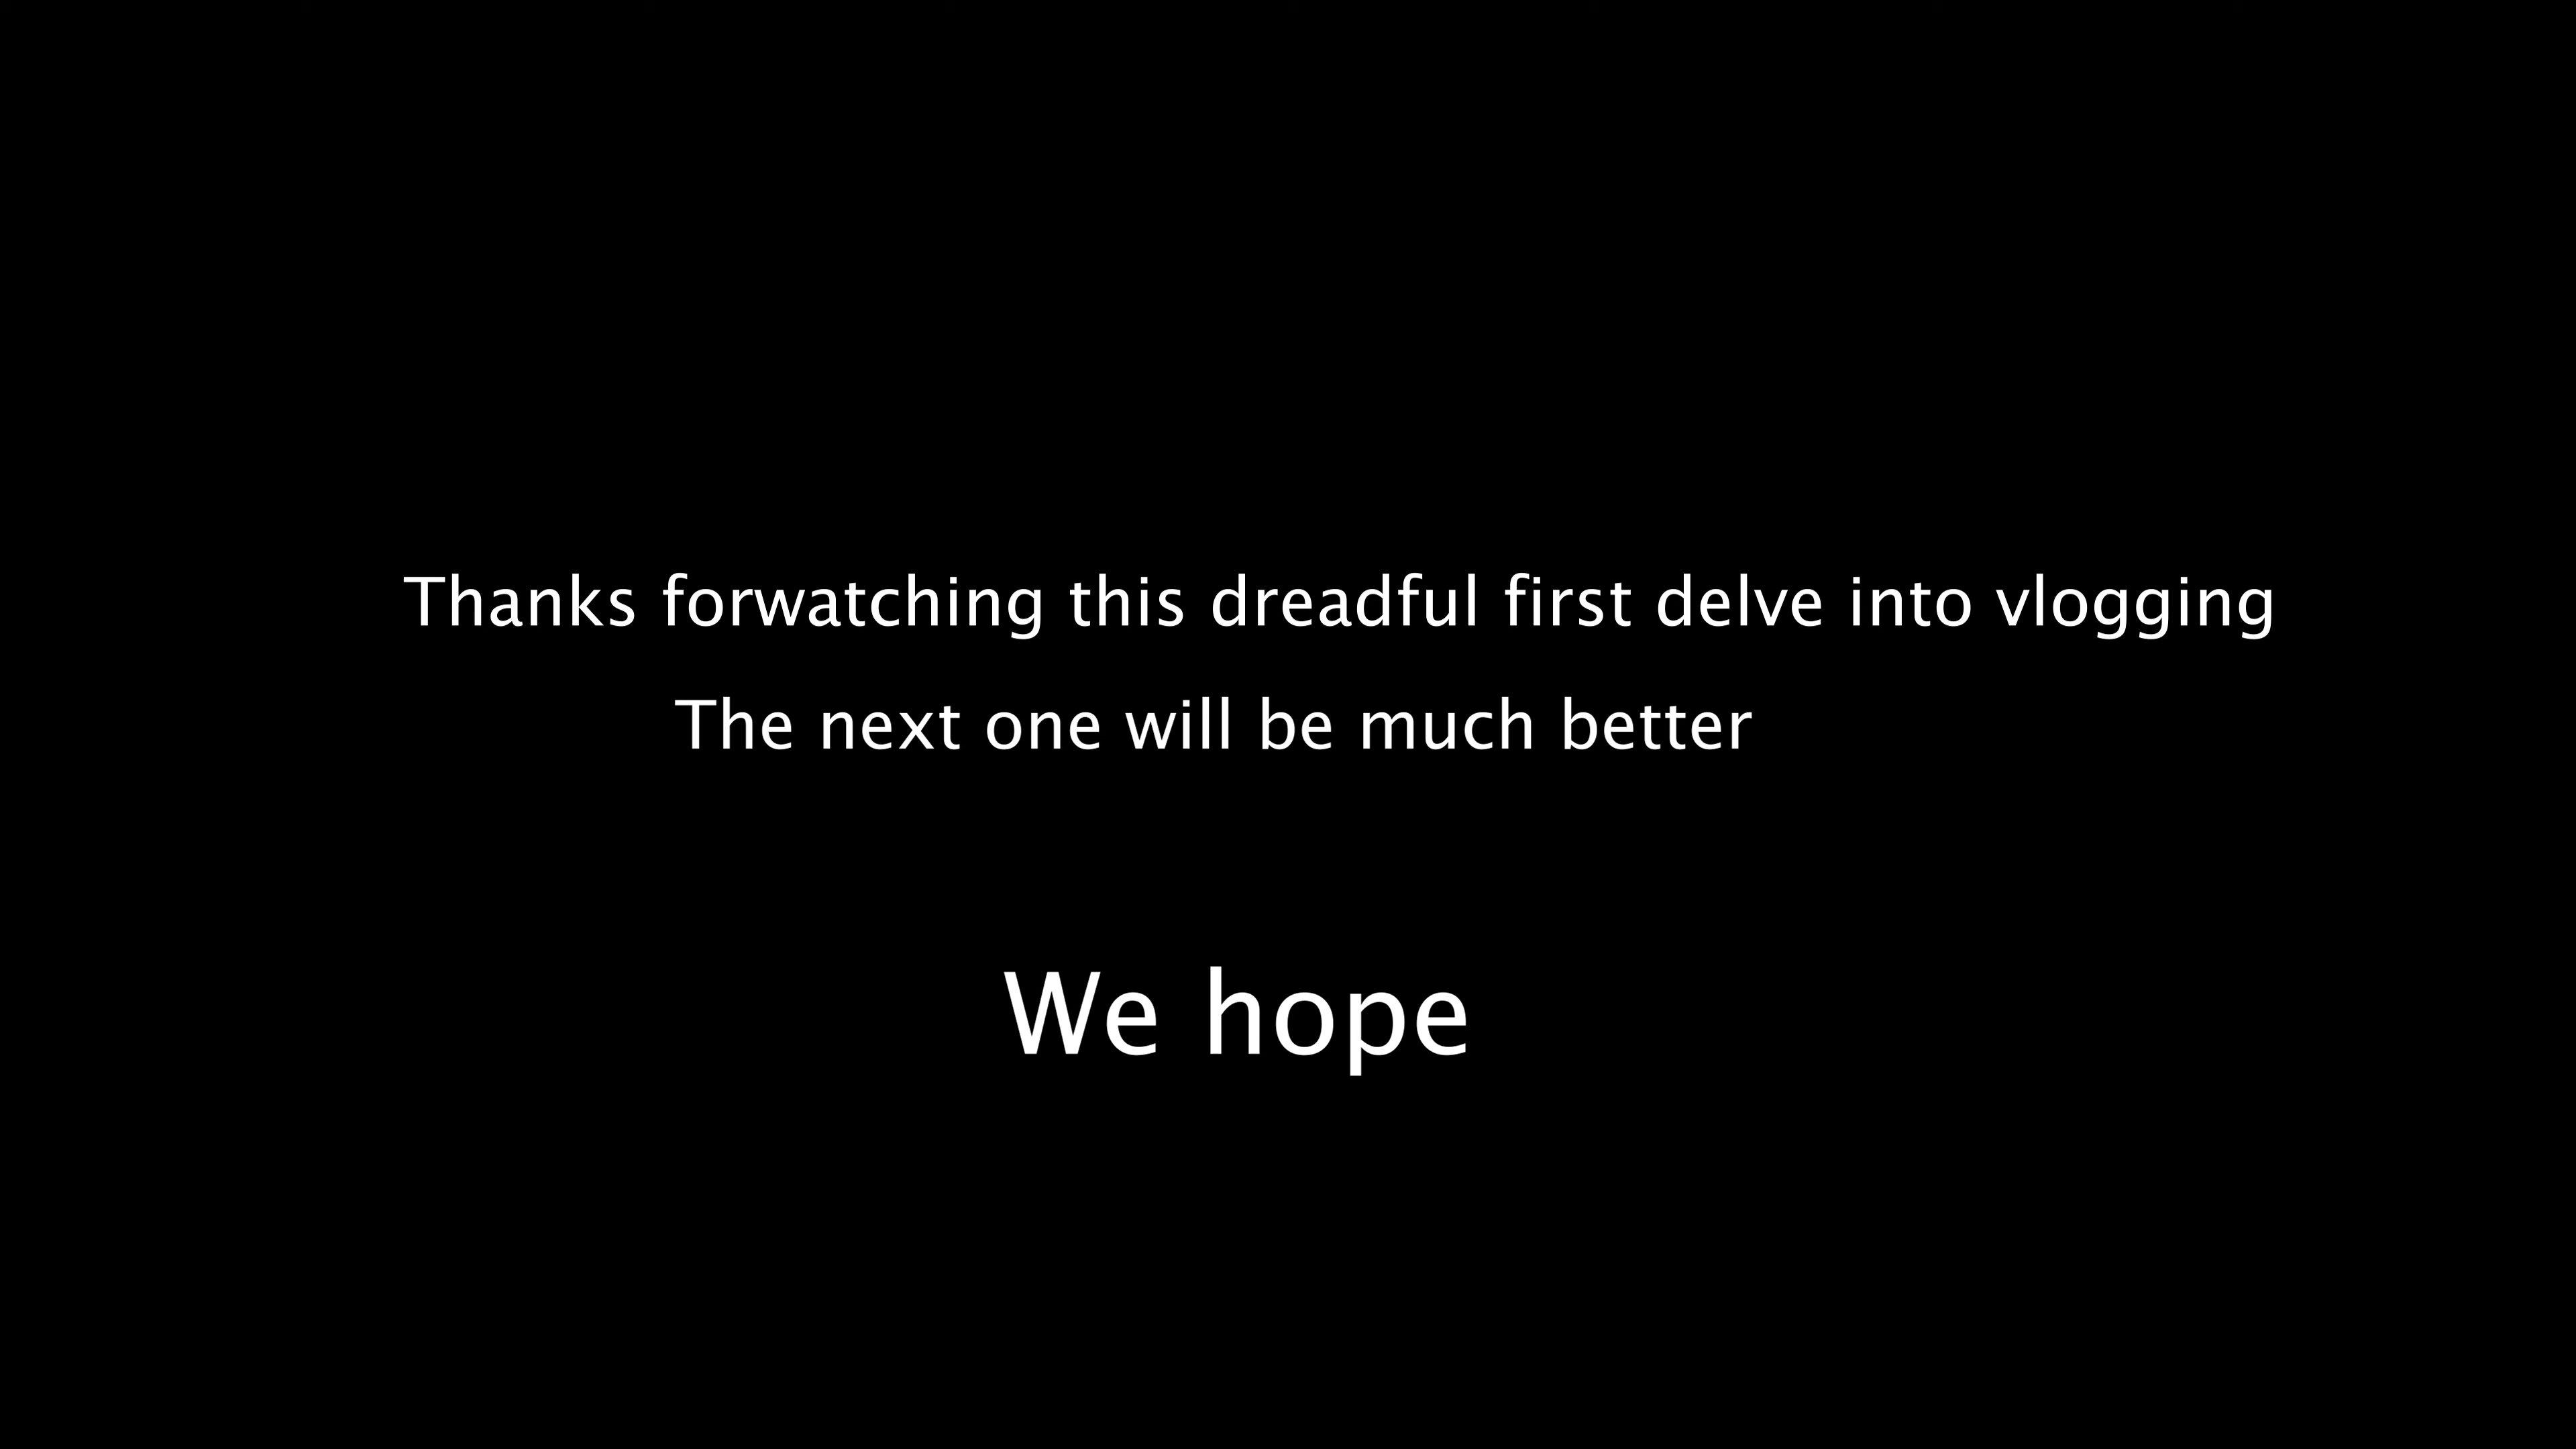 Thanks forwatching this dreadful first delve into vlogging
The next one will be much better
We hope